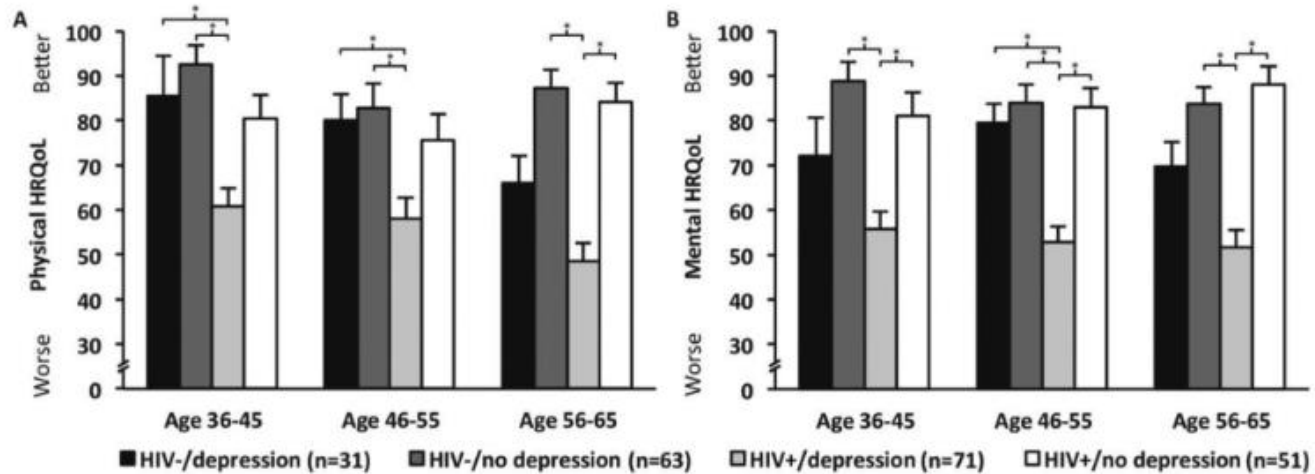 A
B
Better
Physical HRQoL
Worse
100
90
80
70
60
50
40
30
0
* * * * * *
Age 36-45 Age 46-55 Age 56-65
Better
Mental HRQoL
Worse
100
90
80
70
60
50
40
30
0
* * * * * * *
Age 36-45 Age 46-55 Age 56-65
HIV-/depression (n=31) HIV-/no depression (n=63) HIV+/depression (n=71) HIV+/no depression (n=51)